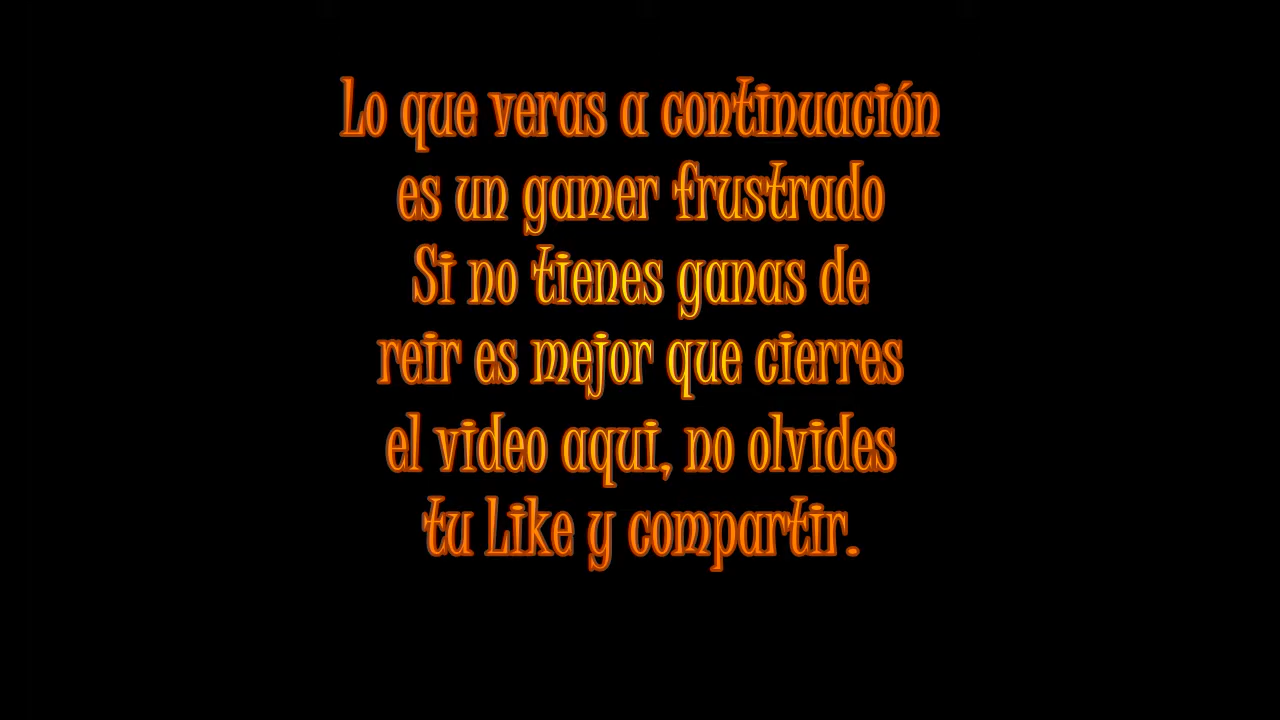 Lo que veras a continuación
es un gamer frustrado
Si no tienes ganas de
reir es mejor que cierres
el video aqui, no olvides
tu Like y compartir.